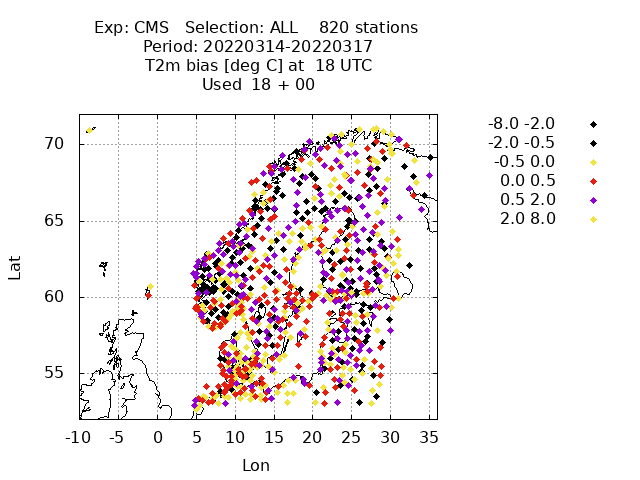 Exp: CMS   Selection: ALL    820 stations
Period: 20220314-20220317
T2m bias [deg C] at  18 UTC
Used  18 + 00
-8.0 -2.0
-2.0 -0.5
-0.5 0.0
0.0 0.5
0.5 2.0
2.0 8.0
70
65
60
55
Lat
-10 -5 0 5 10 15 20 25 30 35
Lon